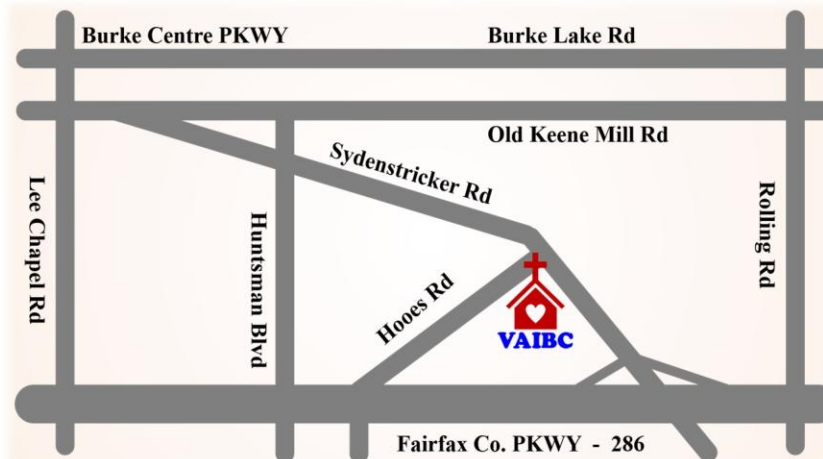 Burke Centre PKWY
Burke Lake Rd
Old Keene Mill Rd
Sydenstricker Rd
Lee Chapel Rd
Huntsman Blvd
Hooes Rd
Rolling Rd
VAIBC
Fairfax Co. PKWY - 286